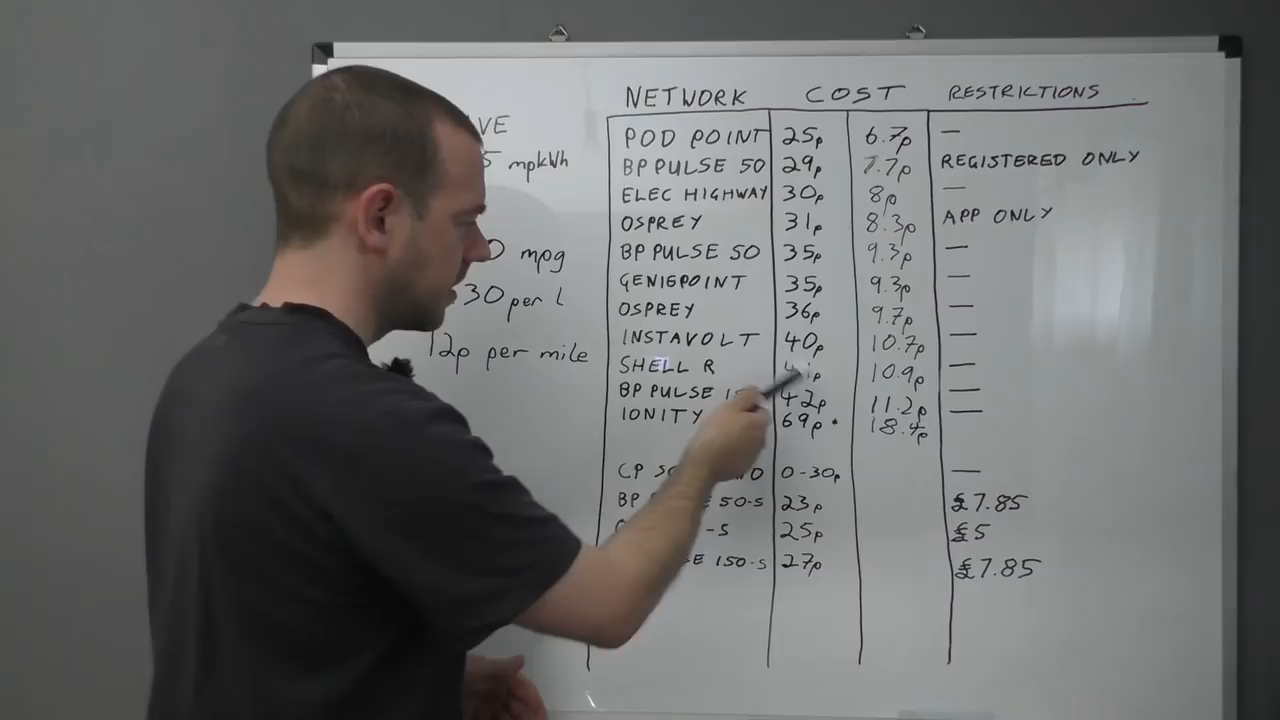 VE
5 mpkWh
0 mpg
30 per l
12p per mile
NETWORK COST RESTRICTIONS
POD POINT 25p 6.7p —
BP PULSE 50 29p 7.7p REGISTERED ONLY
ELEC HIGHWAY 30p 8p —
OSPREY 31p 8.3p APP ONLY
BP PULSE 50 35p 9.3p —
GENIEPOINT 35p 9.3p —
OSPREY 36p 9.7p —
INSTAVOLT 40p 10.7p —
SHELL R 10.9p —
BP PULSE 42p 11.2p —
IONITY 69p 18.4p —
CP 0-30p —
BP 50-S 23p £7.85
-S 25p £5
SE 150-S 27p £7.85